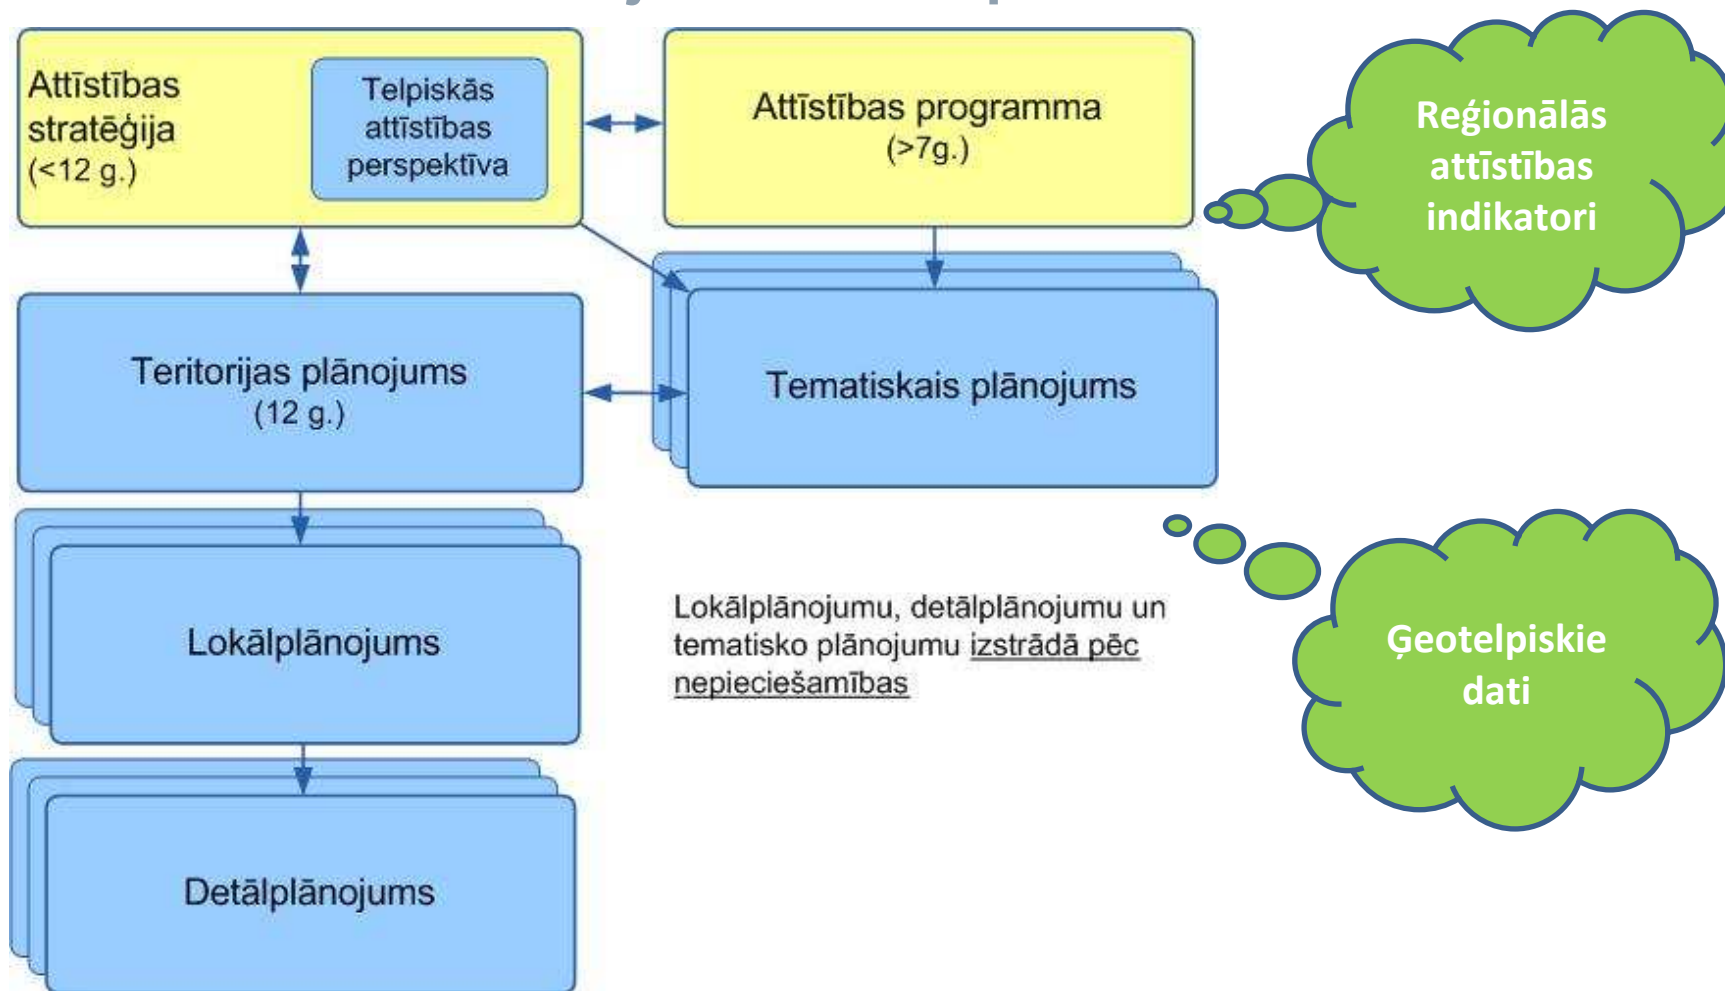 Attīstības
stratēģija
(<12 g.)
Telpiskās
attīstības
perspektīva
Attīstības programma
(>7g.)
Reģionālās
attīstības
indikatori
Teritorijas plānojums
(12 g.)
Tematiskais plānojums
Lokālplānojums
Lokālplānojumu, detālplānojumu un
tematisko plānojumu izstrādā pēc
nepieciešamības
Ģeotelpiskie
dati
Detālplānojums